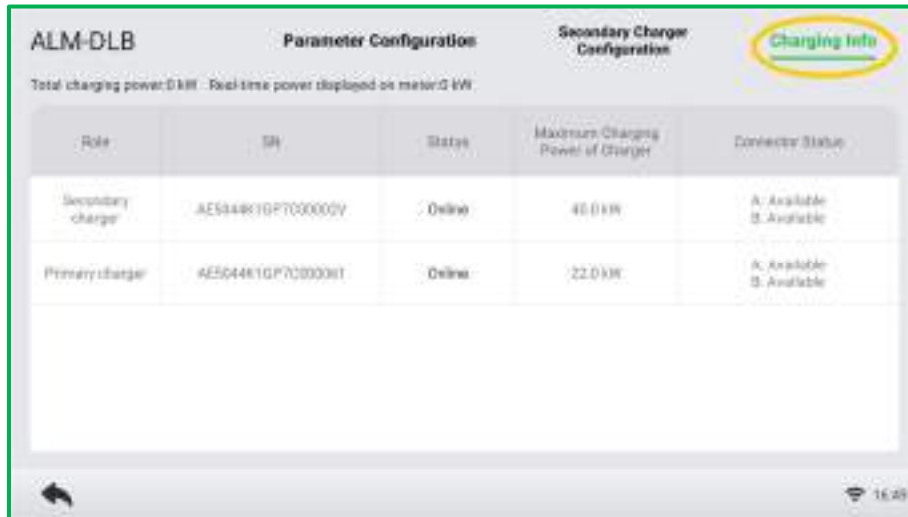 ALM-DLB
Parameter Configuration
Secondary Charger
Configuration
Charging Info
Total charging power:0 kW Real-time power displayed on meter:0 kW
Role
SN
Status
Maximum Charging
Power of Charger
Connector Status
Secondary
charger
Online
40.0 kW
A: Available
B: Available
Primary charger
Online
22.0 kW
A: Available
B: Available
16:49